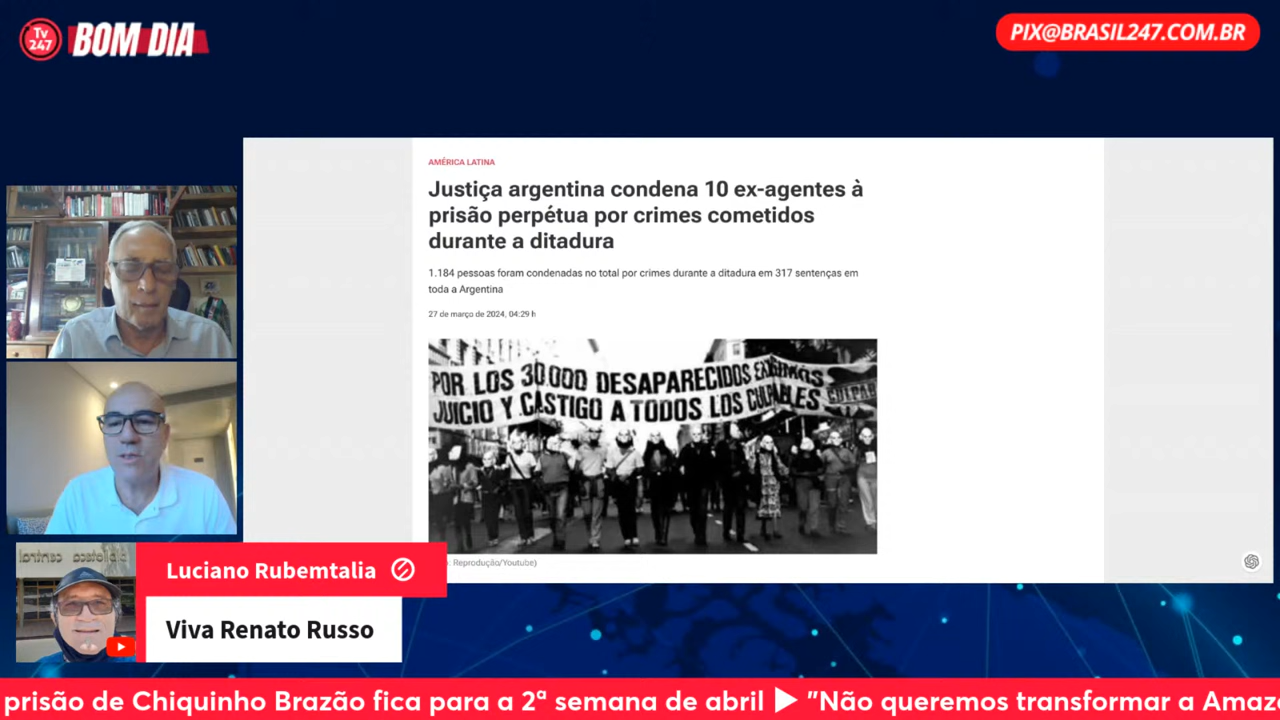 Tv 247
BOM DIA
PIX@BRASIL247.COM.BR
AMÉRICA LATINA
Justiça argentina condena 10 ex-agentes à
prisão perpétua por crimes cometidos
durante a ditadura
1.184 pessoas foram condenadas no total por crimes durante a ditadura em 317 sentenças em
toda a Argentina
27 de março de 2024, 04:29 h
POR LOS 30.000 DESAPARECIDOS EXIGIMOS
JUICIO Y CASTIGO A TODOS LOS CULPABLES
: Reprodução/Youtube)
biblioteca central
Luciano Rubemtalia
Viva Renato Russo
prisão de Chiquinho Brazão fica para a 2ª semana de abril ▶ "Não queremos transformar a Amaz